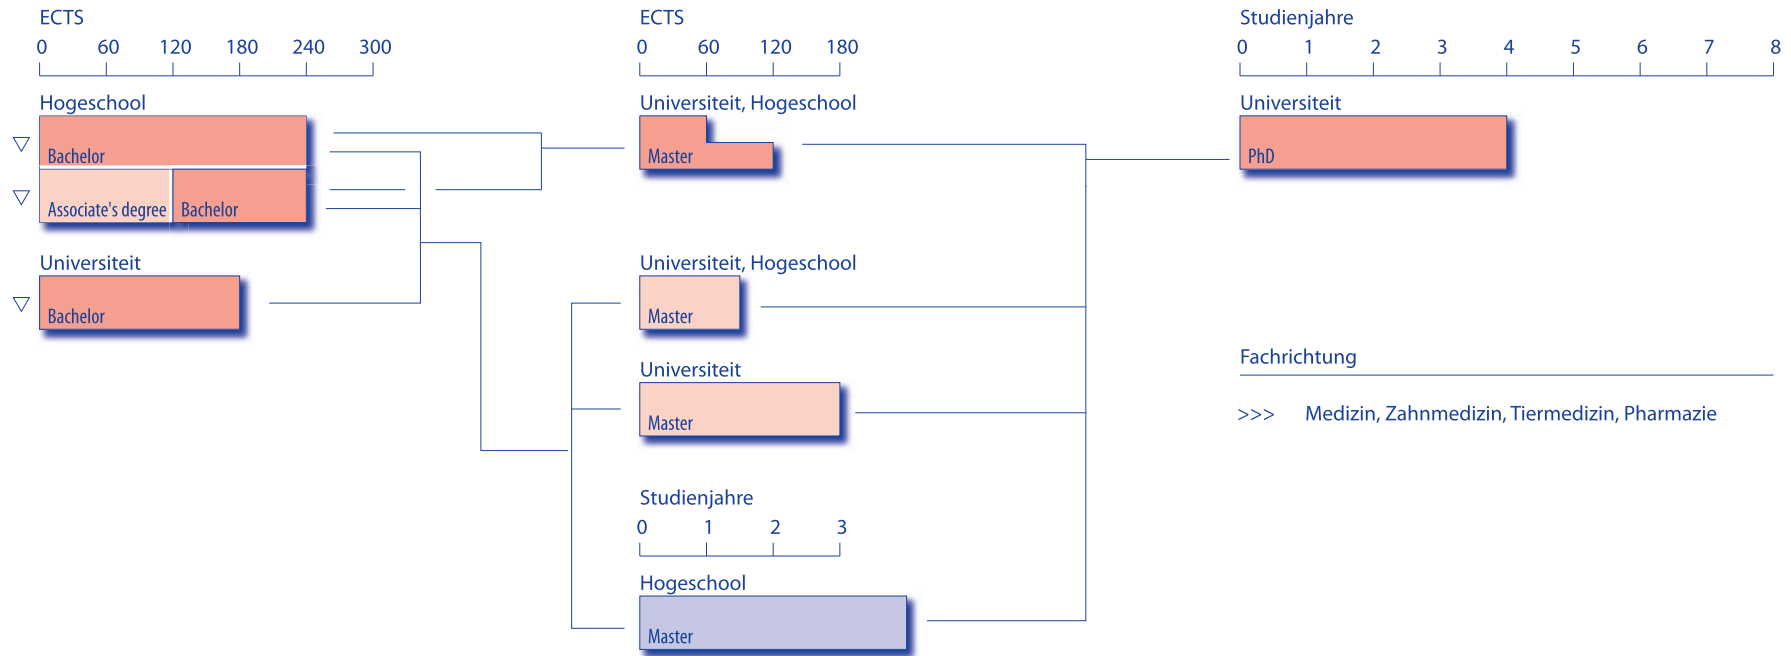 ECTS
0 60 120 180 240 300
Hogeschool
Bachelor
Associate's degree Bachelor
Universiteit
Bachelor
ECTS
0 60 120 180
Universiteit, Hogeschool
Master
Universiteit, Hogeschool
Master
Universiteit
Master
Studienjahre
0 1 2 3
Hogeschool
Master
Studienjahre
0 1 2 3 4 5 6 7 8
Universiteit
PhD
Fachrichtung
>>> Medizin, Zahnmedizin, Tiermedizin, Pharmazie